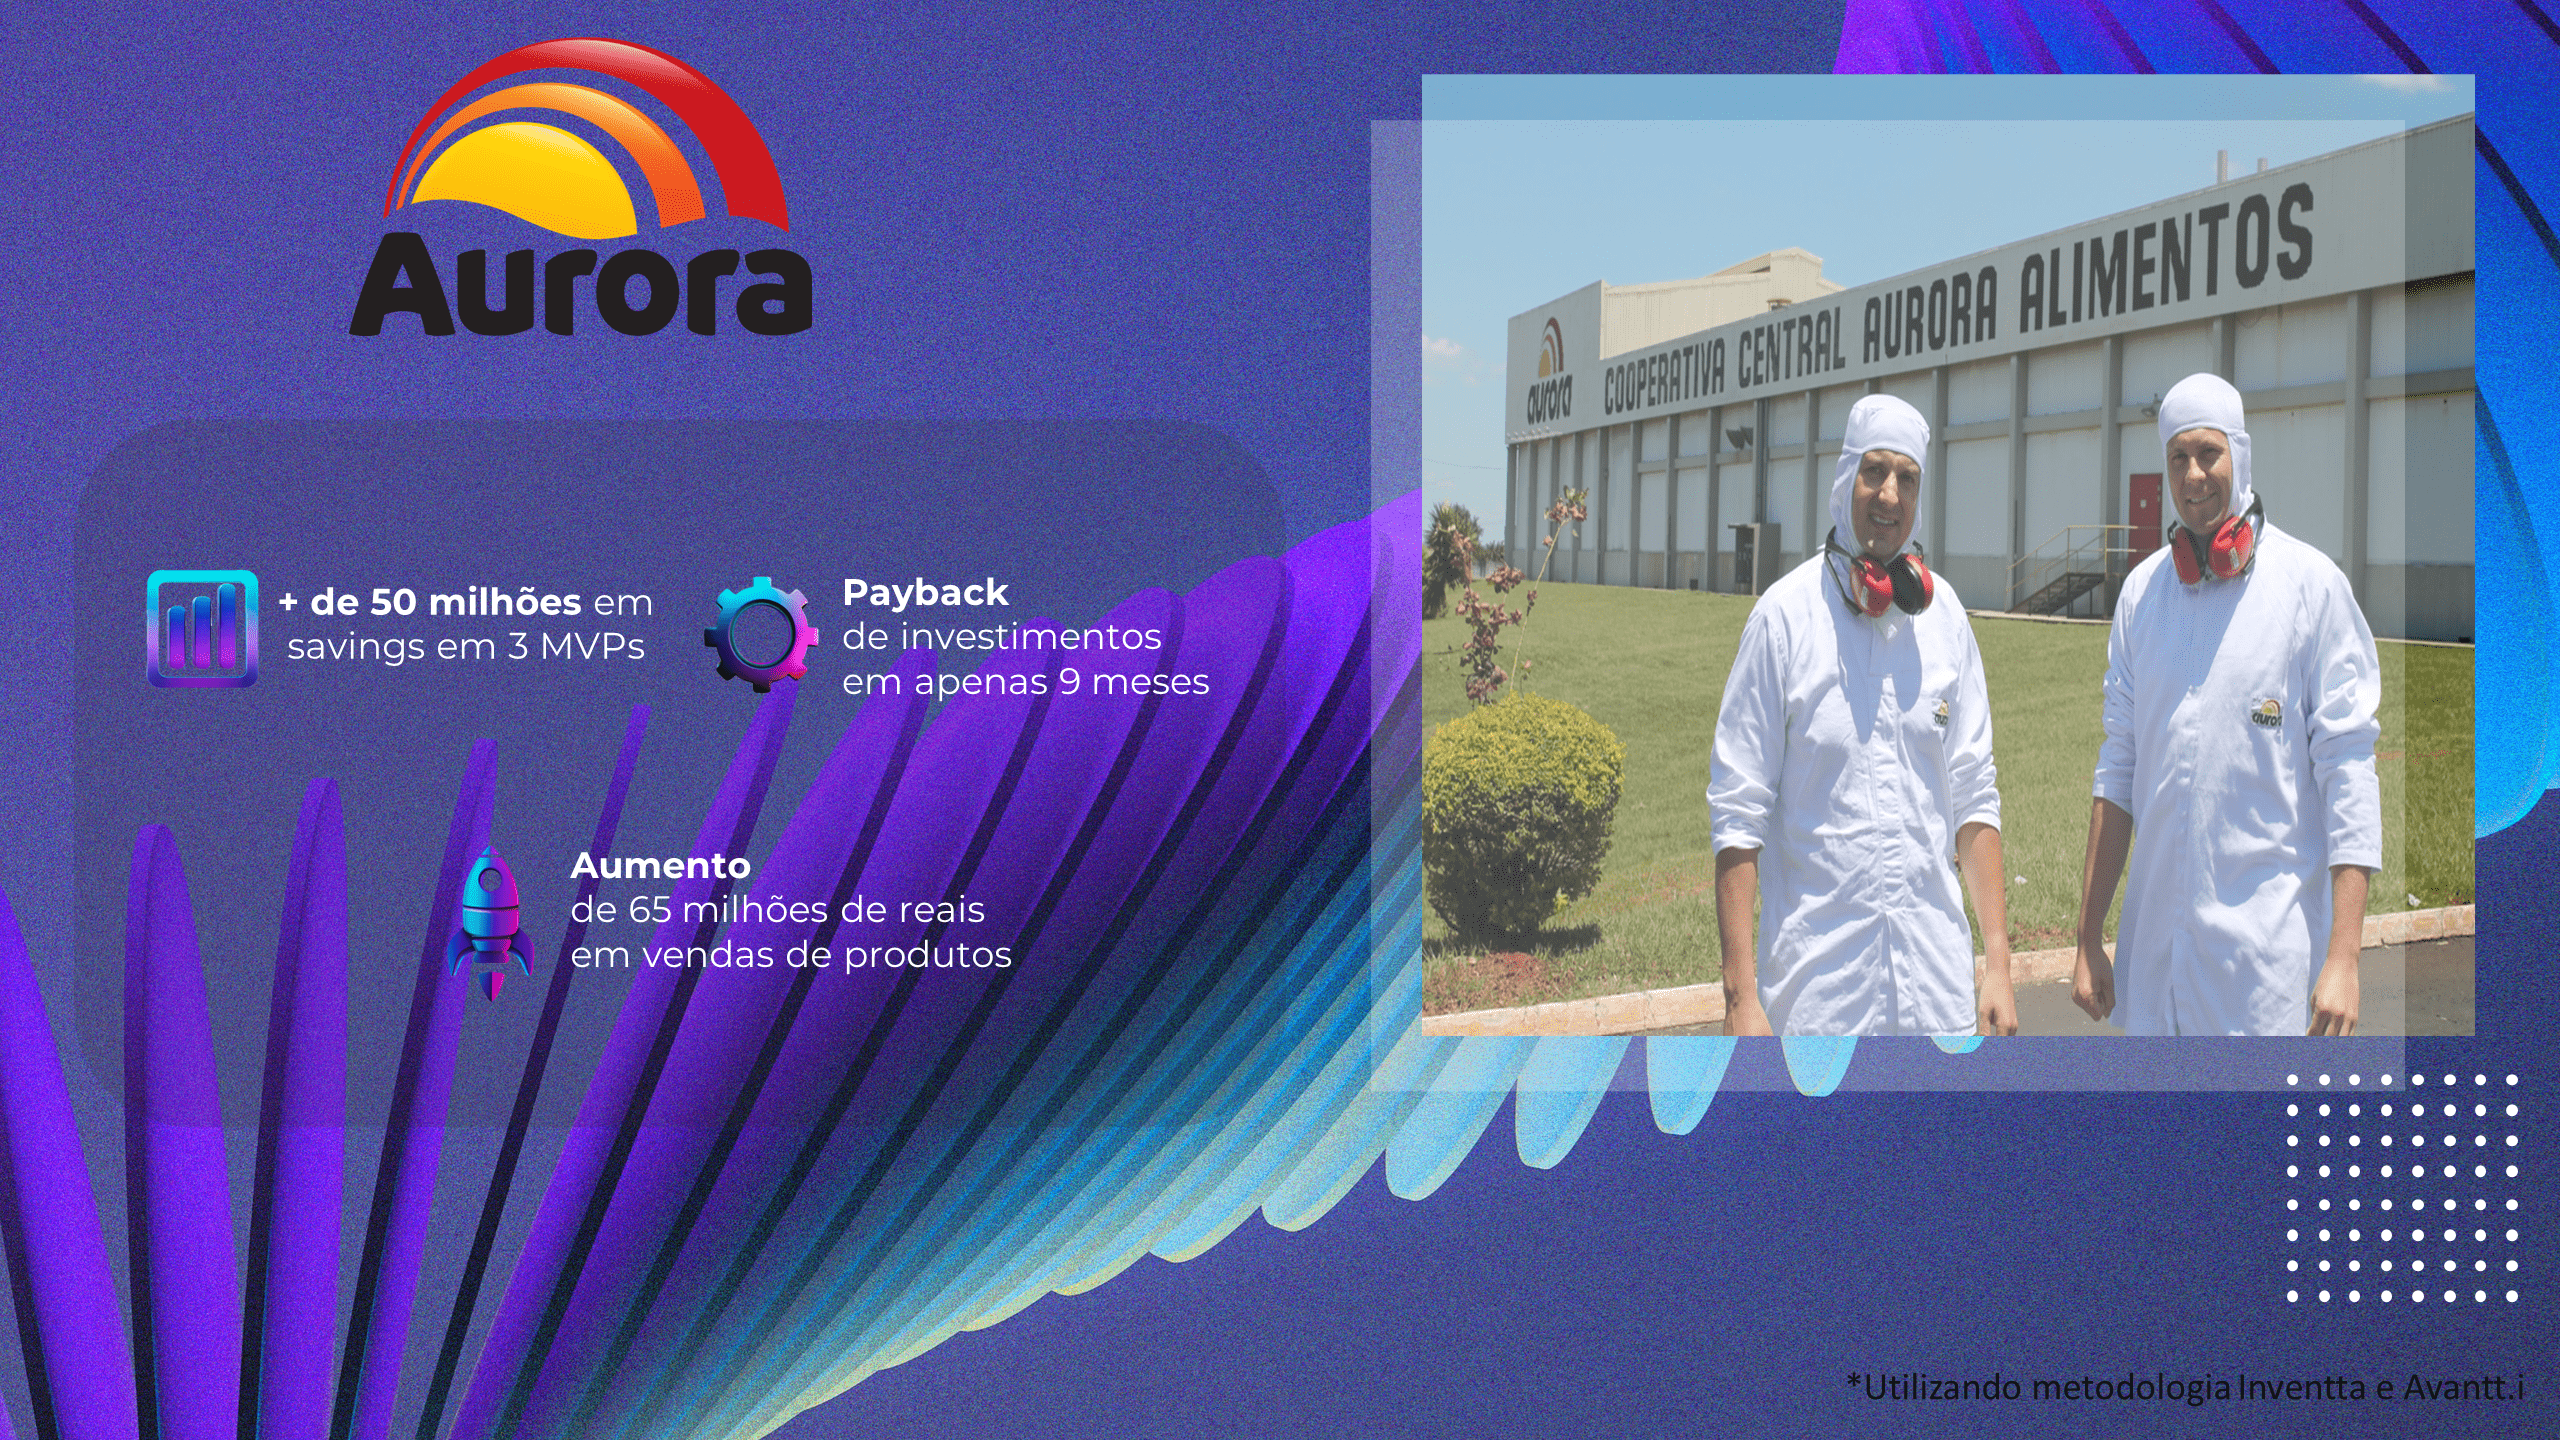 Aurora
+ de 50 milhões em
savings em 3 MVPs
Payback
de investimentos
em apenas 9 meses
Aumento
de 65 milhões de reais
em vendas de produtos
aurora
COOPERATIVA CENTRAL AURORA ALIMENTOS
aurora
*Utilizando metodologia Inventta e Avantt.i